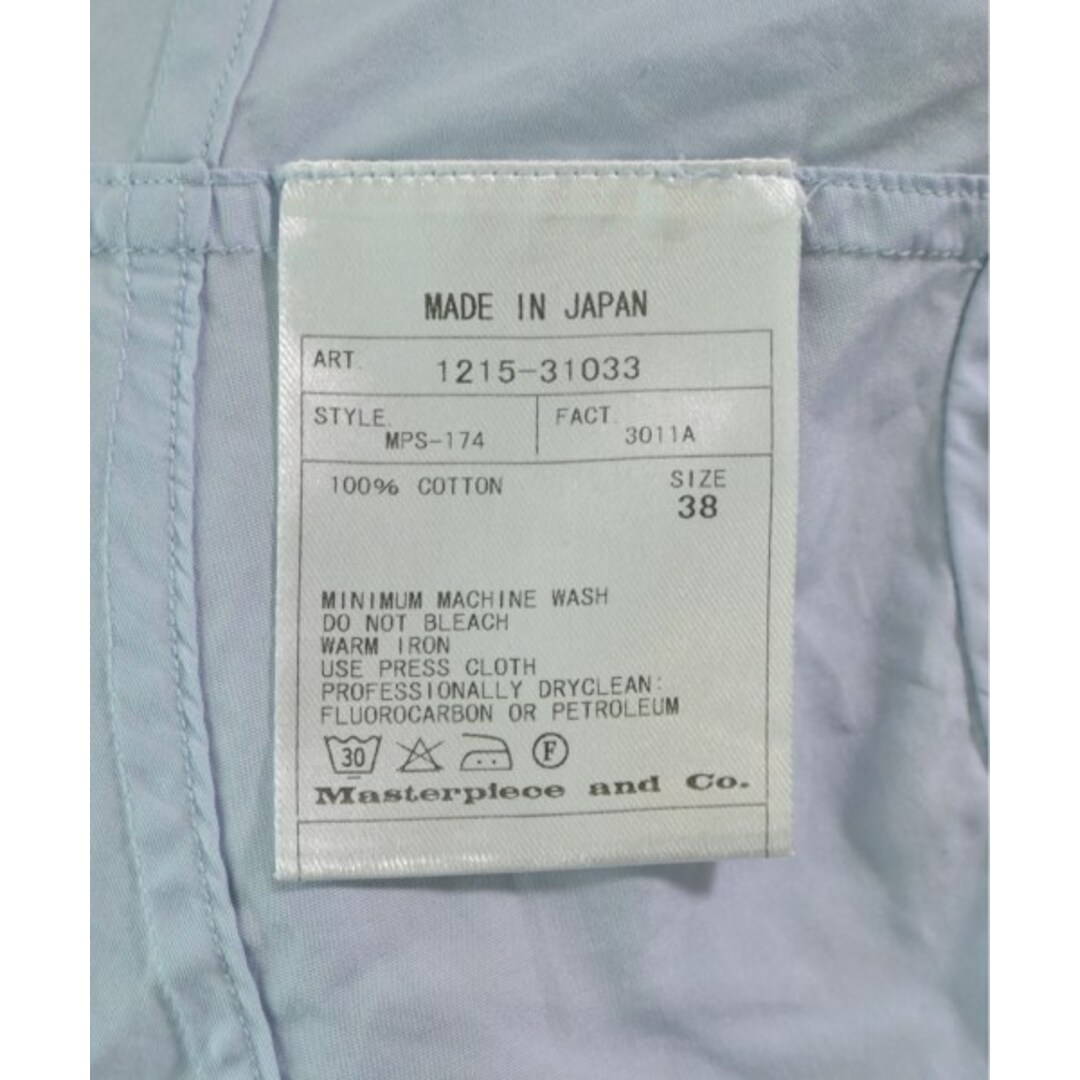 MADE IN JAPAN
ART. 1215-31033
STYLE. MPS-174 FACT. 3011A
100% COTTON SIZE
38
MINIMUM MACHINE WASH
DO NOT BLEACH
WARM IRON
USE PRESS CLOTH
PROFESSIONALLY DRYCLEAN:
FLUOROCARBON OR PETROLEUM
30 F
Masterpiece and Co.